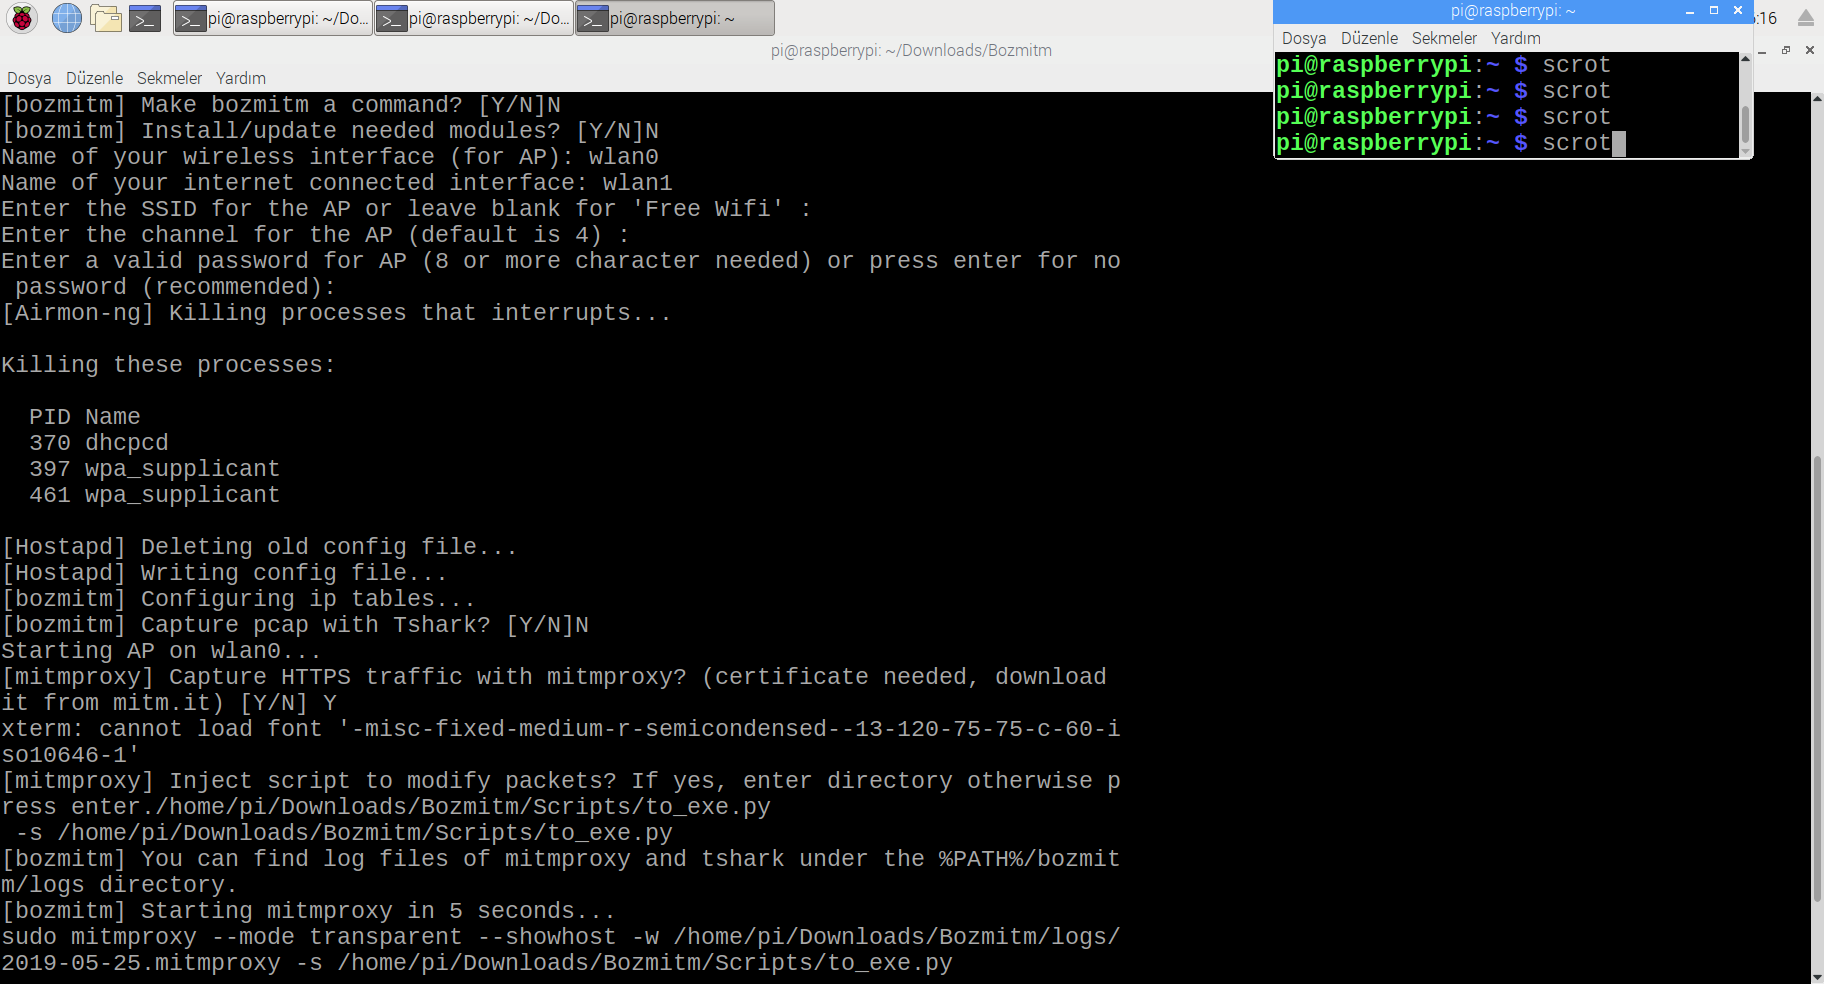 pi@raspberrypi: ~/Do...
pi@raspberrypi: ~/Do...
pi@raspberrypi: ~
:16
pi@raspberrypi: ~/Downloads/Bozmitm
Dosya Düzenle Sekmeler Yardım
[bozmitm] Make bozmitm a command? [Y/N]N
[bozmitm] Install/update needed modules? [Y/N]N
Name of your wireless interface (for AP): wlan0
Name of your internet connected interface: wlan1
Enter the SSID for the AP or leave blank for 'Free Wifi' :
Enter the channel for the AP (default is 4) :
Enter a valid password for AP (8 or more character needed) or press enter for no
 password (recommended):
[Airmon-ng] Killing processes that interrupts...
Killing these processes:
  PID Name
  370 dhcpcd
  397 wpa_supplicant
  461 wpa_supplicant
[Hostapd] Deleting old config file...
[Hostapd] Writing config file...
[bozmitm] Configuring ip tables...
[bozmitm] Capture pcap with Tshark? [Y/N]N
Starting AP on wlan0...
[mitmproxy] Capture HTTPS traffic with mitmproxy? (certificate needed, download
it from mitm.it) [Y/N] Y
xterm: cannot load font '-misc-fixed-medium-r-semicondensed--13-120-75-75-c-60-i
so10646-1'
[mitmproxy] Inject script to modify packets? If yes, enter directory otherwise p
ress enter./home/pi/Downloads/Bozmitm/Scripts/to_exe.py
 -s /home/pi/Downloads/Bozmitm/Scripts/to_exe.py
[bozmitm] You can find log files of mitmproxy and tshark under the %PATH%/bozmit
m/logs directory.
[bozmitm] Starting mitmproxy in 5 seconds...
sudo mitmproxy --mode transparent --showhost -w /home/pi/Downloads/Bozmitm/logs/
2019-05-25.mitmproxy -s /home/pi/Downloads/Bozmitm/Scripts/to_exe.py
pi@raspberrypi: ~
Dosya Düzenle Sekmeler Yardım
pi@raspberrypi:~ $ scrot
pi@raspberrypi:~ $ scrot
pi@raspberrypi:~ $ scrot
pi@raspberrypi:~ $ scrot